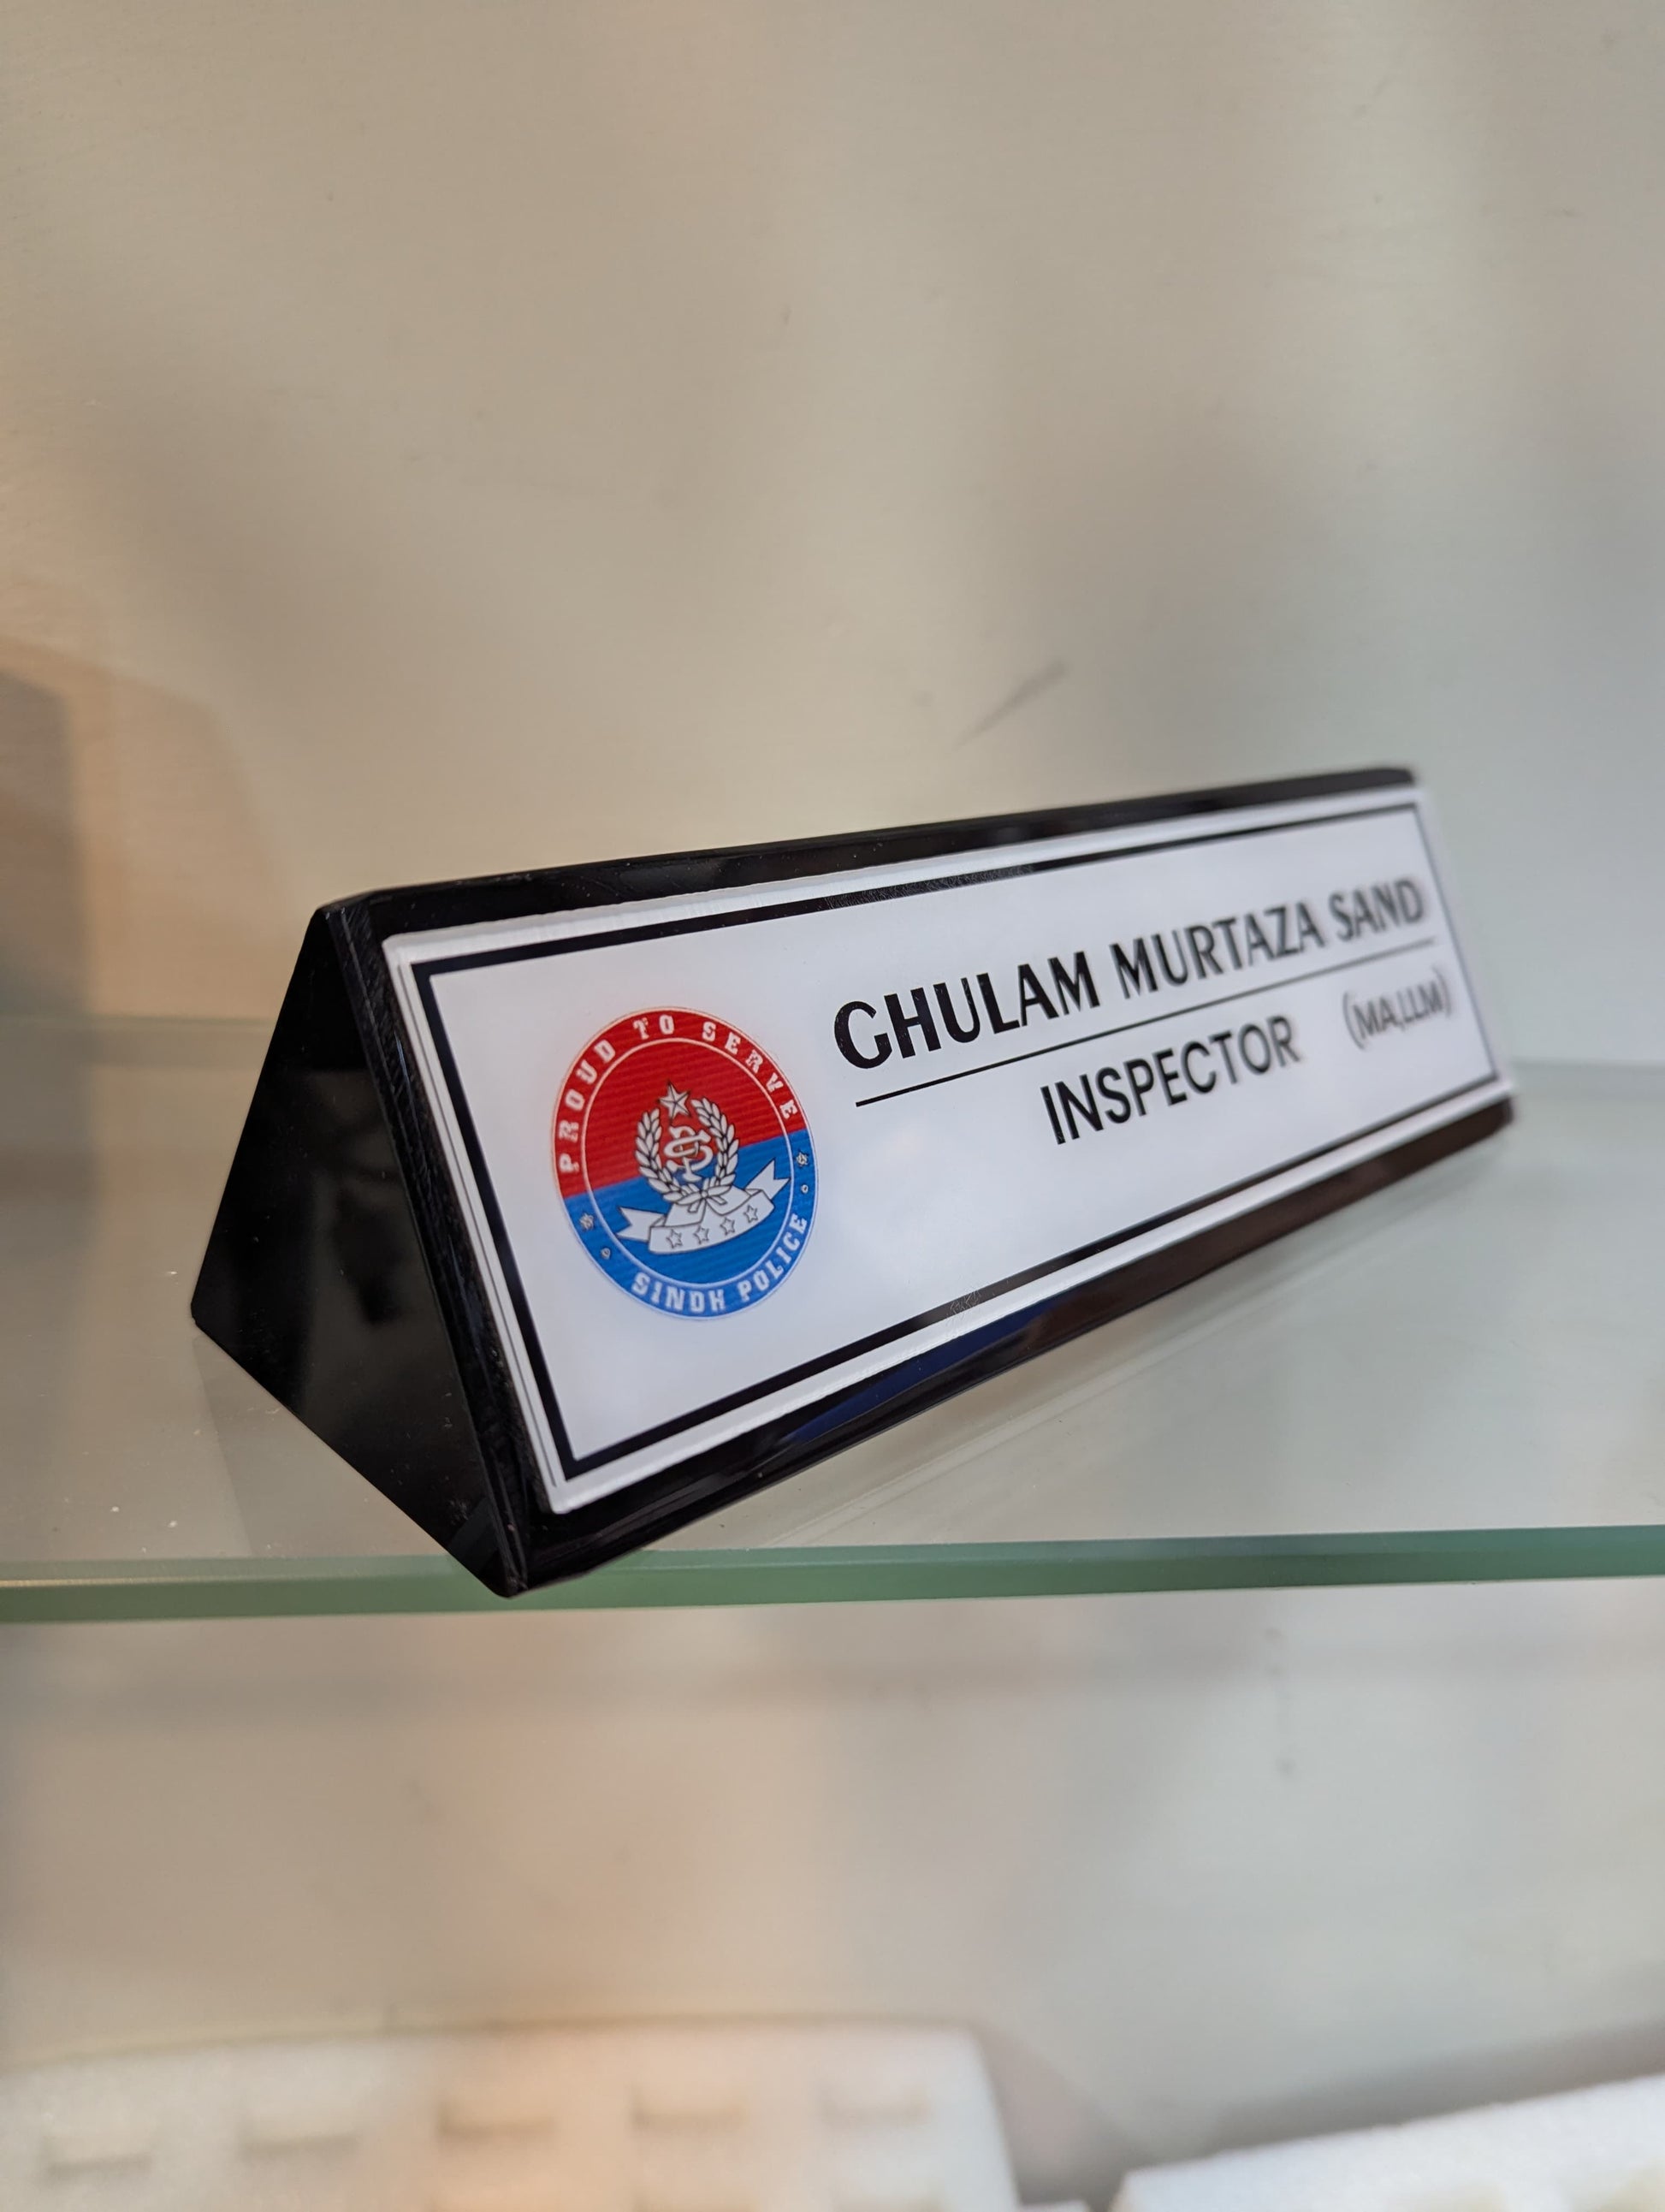 PROUD TO SERVE
SINDH POLICE
GHULAM MURTAZA SAND
INSPECTOR (MA,LLM)